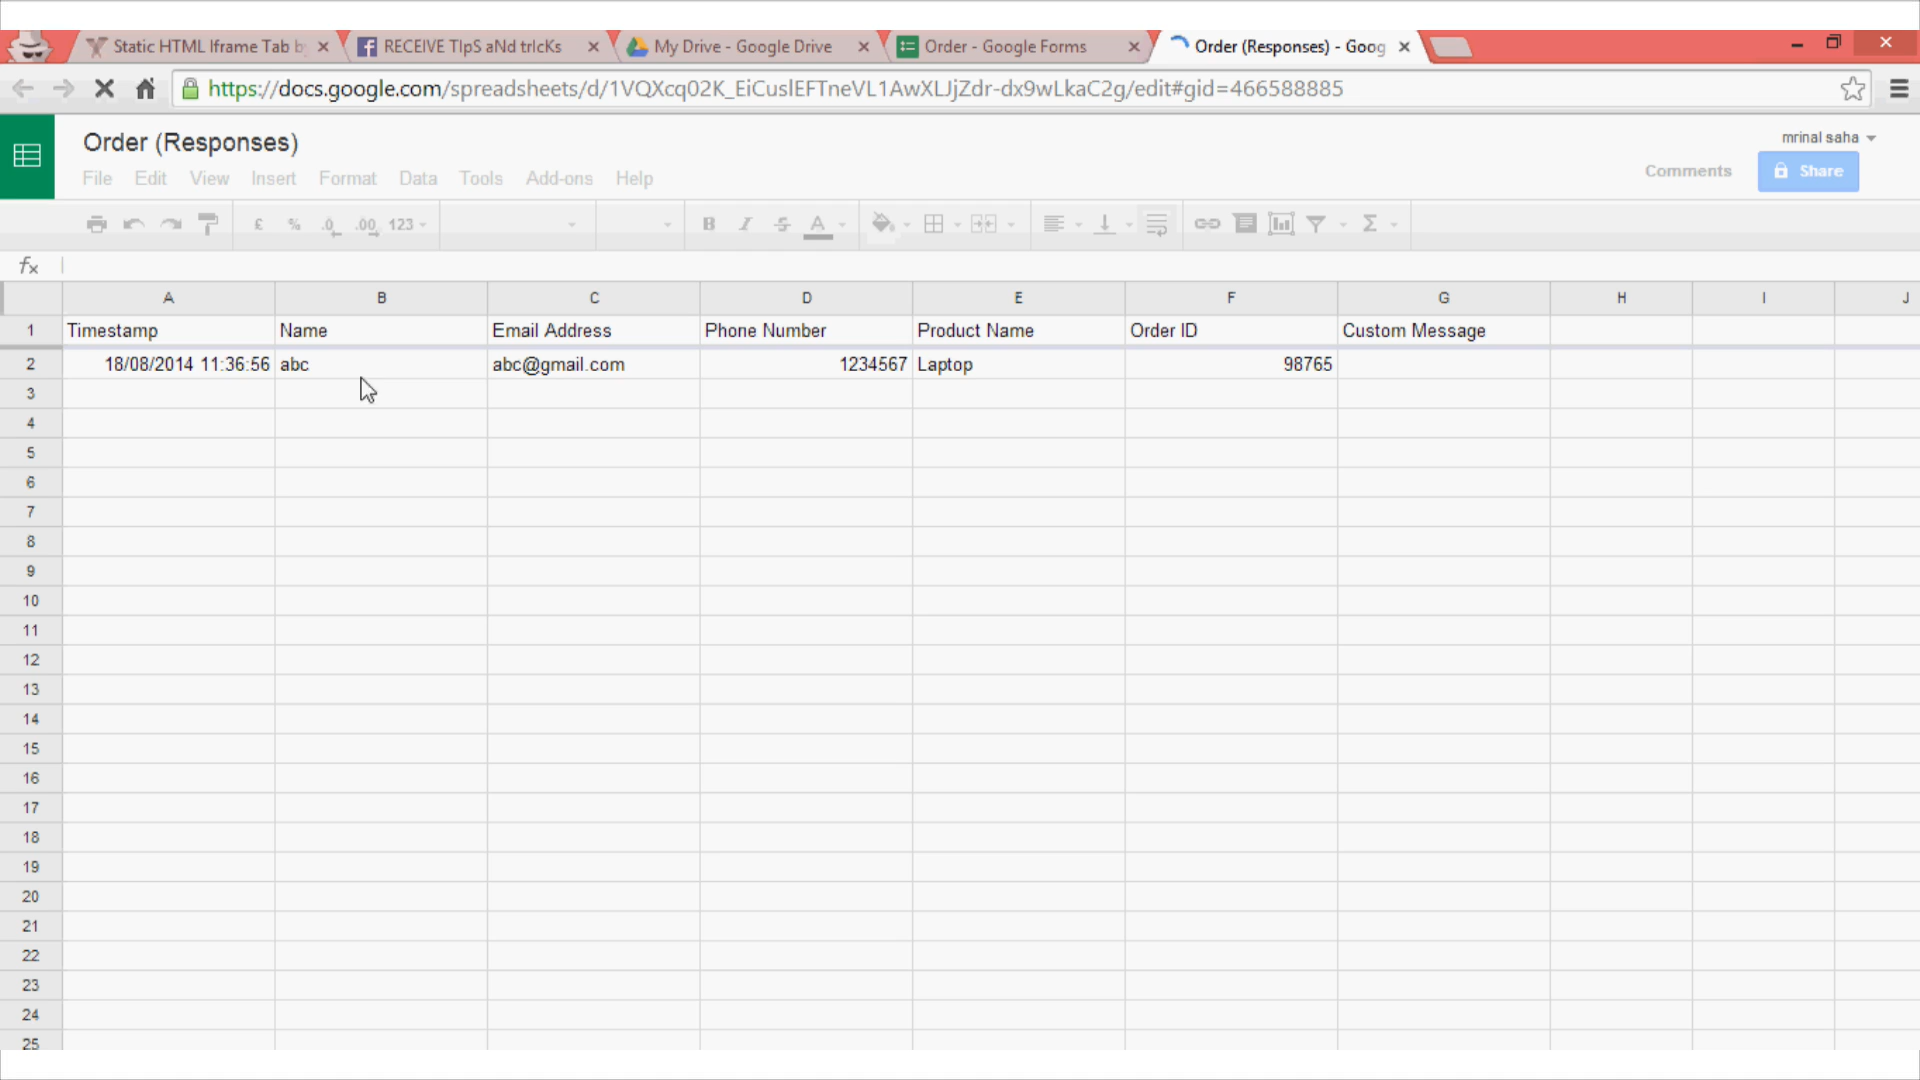 Static HTML Iframe Tab b
RECEIVE TIpS aNd trIcKs
My Drive - Google Drive
Order - Google Forms
Order (Responses) - Goog
https://docs.google.com/spreadsheets/d/1VQXcq02K_EiCuslEFTneVL1AwXLJjZdr-dx9wLkaC2g/edit#gid=466588885
Order (Responses)
mrinal saha
File Edit View Insert Format Data Tools Add-ons Help
Comments
Share
£ % .0 .00 123 B I S A Σ
fx
A B C D E F G H I J
1 Timestamp Name Email Address Phone Number Product Name Order ID Custom Message
2 18/08/2014 11:36:56 abc abc@gmail.com 1234567 Laptop 98765
3
4
5
6
7
8
9
10
11
12
13
14
15
16
17
18
19
20
21
22
23
24
25